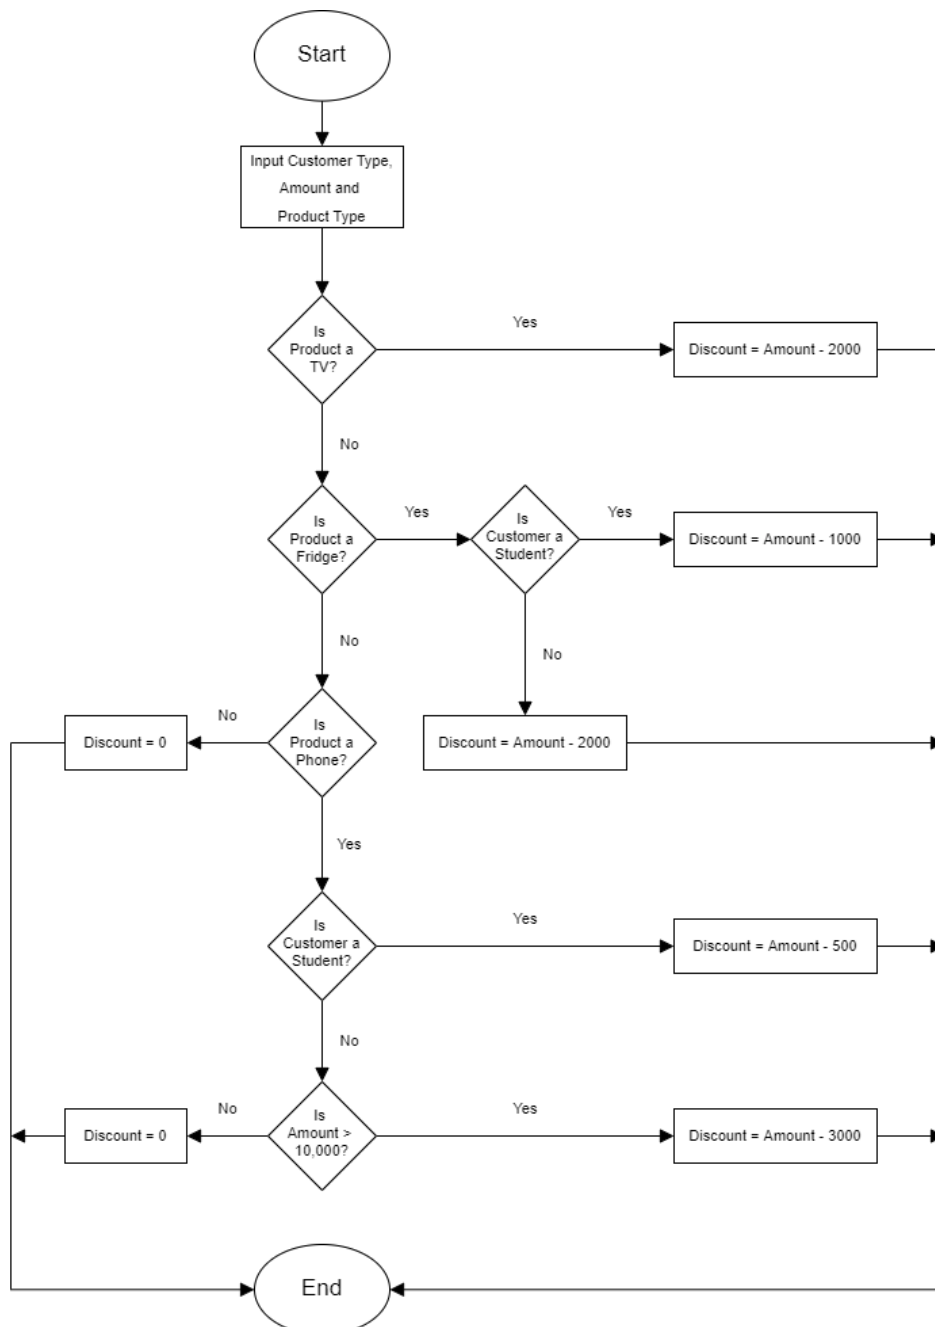 Start
Input Customer Type,
Amount and
Product Type
Is
Product a
TV?
Yes
Discount = Amount - 2000
No
Is
Product a
Fridge?
Yes
Is
Customer a
Student?
Yes
Discount = Amount - 1000
No
No
Discount = 0
No
Is
Product a
Phone?
Discount = Amount - 2000
Yes
Is
Customer a
Student?
Yes
Discount = Amount - 500
No
Discount = 0
No
Is
Amount >
10,000?
Yes
Discount = Amount - 3000
End